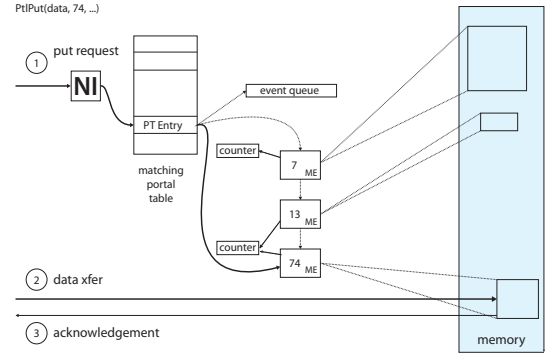 PtlPut(data, 74, ...)
1 put request
NI
PT Entry
event queue
matching
portal
table
counter
7 ME
13 ME
counter
74 ME
2 data xfer
3 acknowledgement
memory